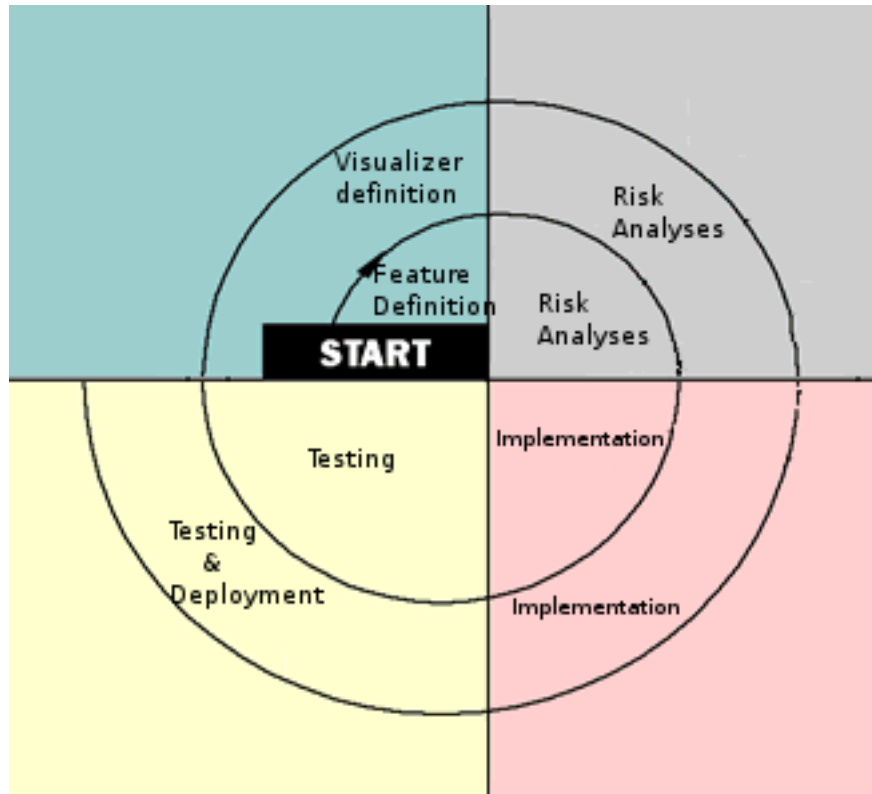 Visualizer
definition
Risk
Analyses
Feature
Definition
Risk
Analyses
START
Implementation
Testing
Testing
&
Deployment
Implementation